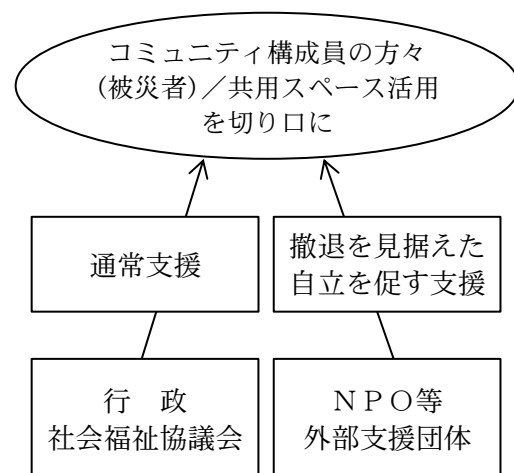 コミュニティ構成員の方々
(被災者)／共用スペース活用
を切り口に
通常支援
撤退を見据えた
自立を促す支援
行　政
社会福祉協議会
ＮＰＯ等
外部支援団体